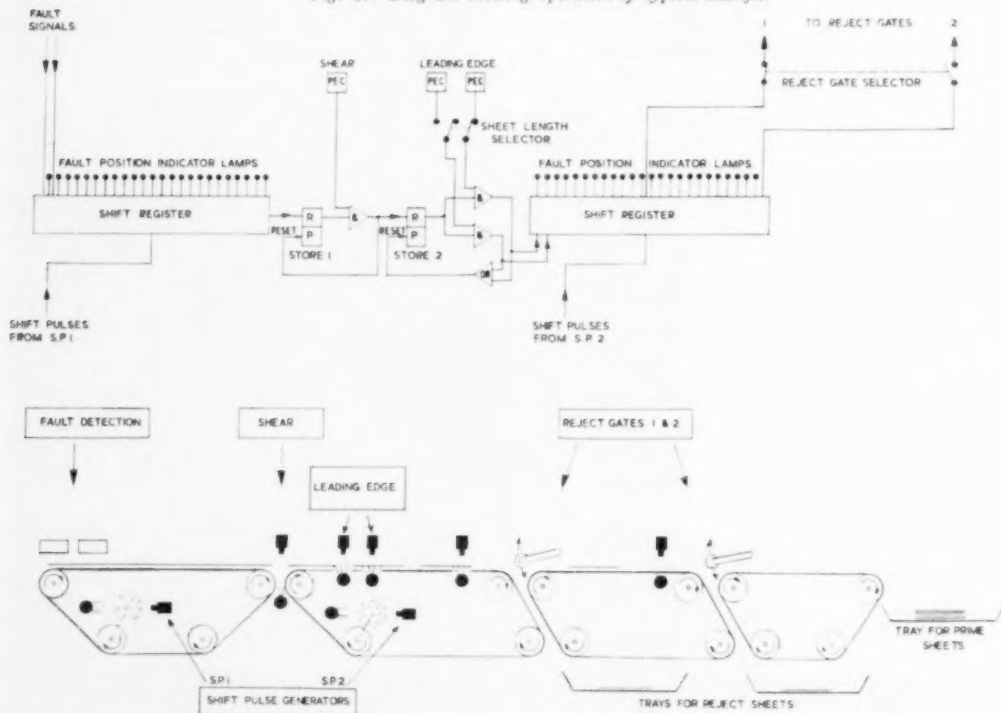 FAULT
SIGNALS
1 TO REJECT GATES 2
SHEAR
LEADING EDGE
PEC
PEC
PEC
REJECT GATE SELECTOR
SHEET LENGTH
SELECTOR
FAULT POSITION INDICATOR LAMPS
FAULT POSITION INDICATOR LAMPS
SHIFT REGISTER
R
&
R
&
SHIFT REGISTER
RESET
P
RESET
P
&
STORE 1
STORE 2
OR
SHIFT PULSES
FROM S.P.1
SHIFT PULSES
FROM S.P.2
FAULT DETECTION
SHEAR
REJECT GATES 1 & 2
LEADING EDGE
TRAY FOR PRIME
SHEETS
S.P.1
S.P.2
SHIFT PULSE GENERATORS
TRAYS FOR REJECT SHEETS